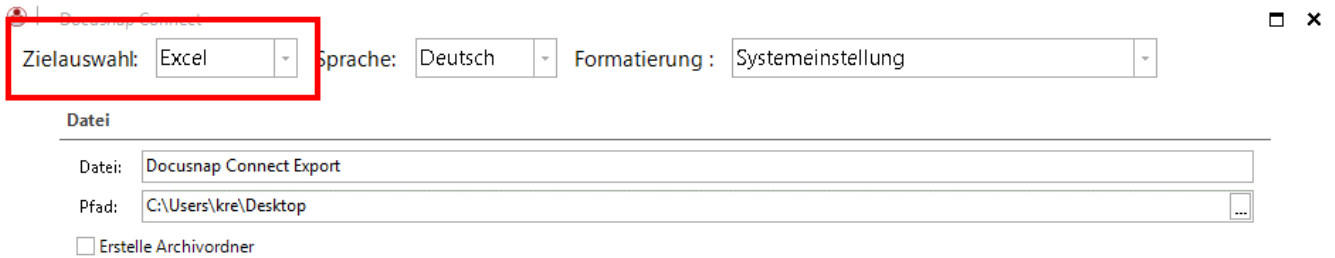 Docusnap Connect
Zielauswahl: Excel Sprache: Deutsch Formatierung : Systemeinstellung
Datei
Datei: Docusnap Connect Export
Pfad: C:\Users\kre\Desktop ...
Erstelle Archivordner